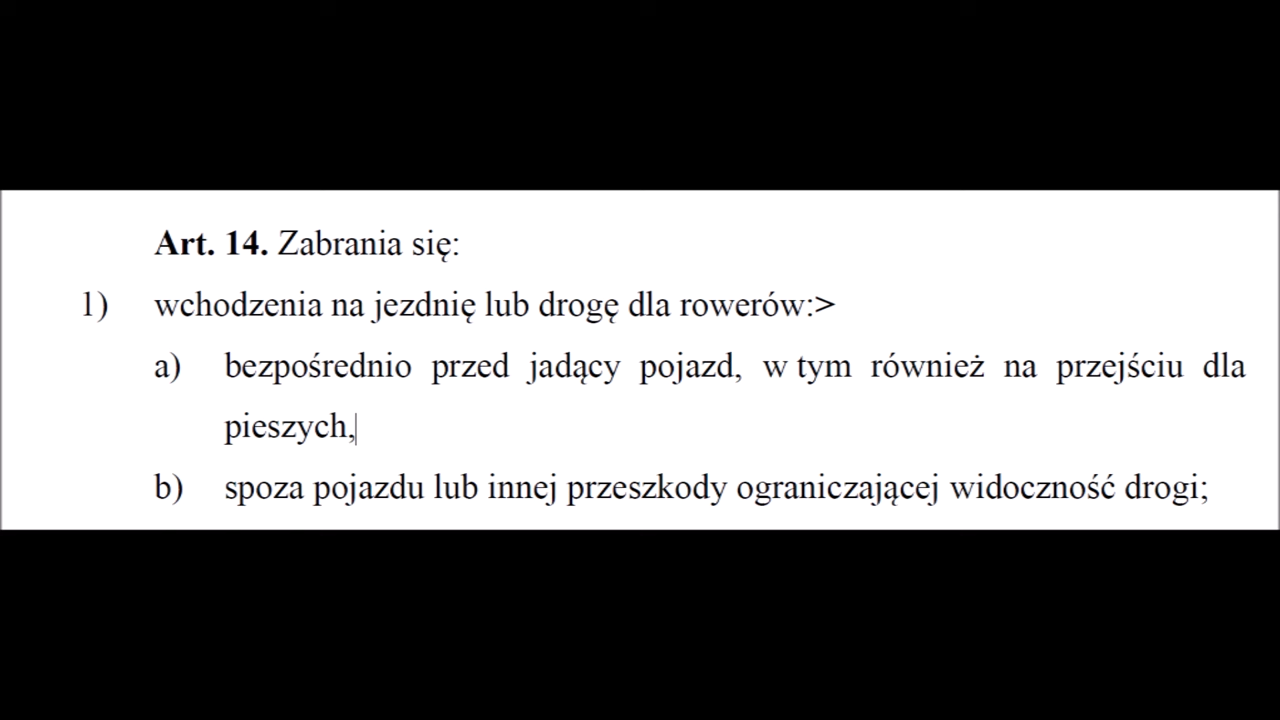 Art. 14. Zabrania się:
1) wchodzenia na jezdnię lub drogę dla rowerów:>
a) bezpośrednio przed jadący pojazd, w tym również na przejściu dla
pieszych,
b) spoza pojazdu lub innej przeszkody ograniczającej widoczność drogi;